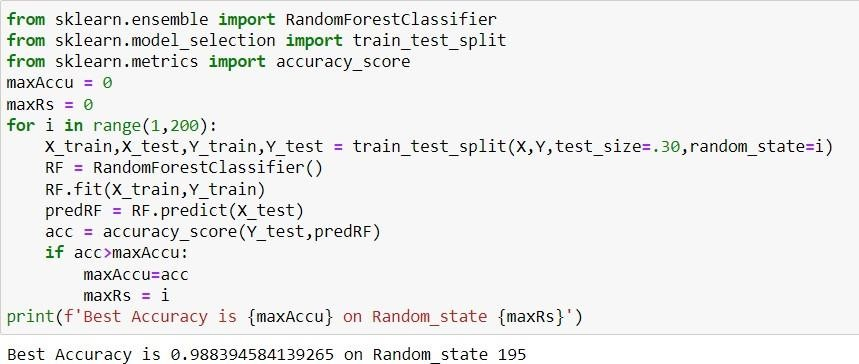 from sklearn.ensemble import RandomForestClassifier
from sklearn.model_selection import train_test_split
from sklearn.metrics import accuracy_score
maxAccu = 0
maxRs = 0
for i in range(1,200):
    X_train,X_test,Y_train,Y_test = train_test_split(X,Y,test_size=.30,random_state=i)
    RF = RandomForestClassifier()
    RF.fit(X_train,Y_train)
    predRF = RF.predict(X_test)
    acc = accuracy_score(Y_test,predRF)
    if acc>maxAccu:
        maxAccu=acc
        maxRs = i
print(f'Best Accuracy is {maxAccu} on Random_state {maxRs}')
Best Accuracy is 0.988394584139265 on Random_state 195